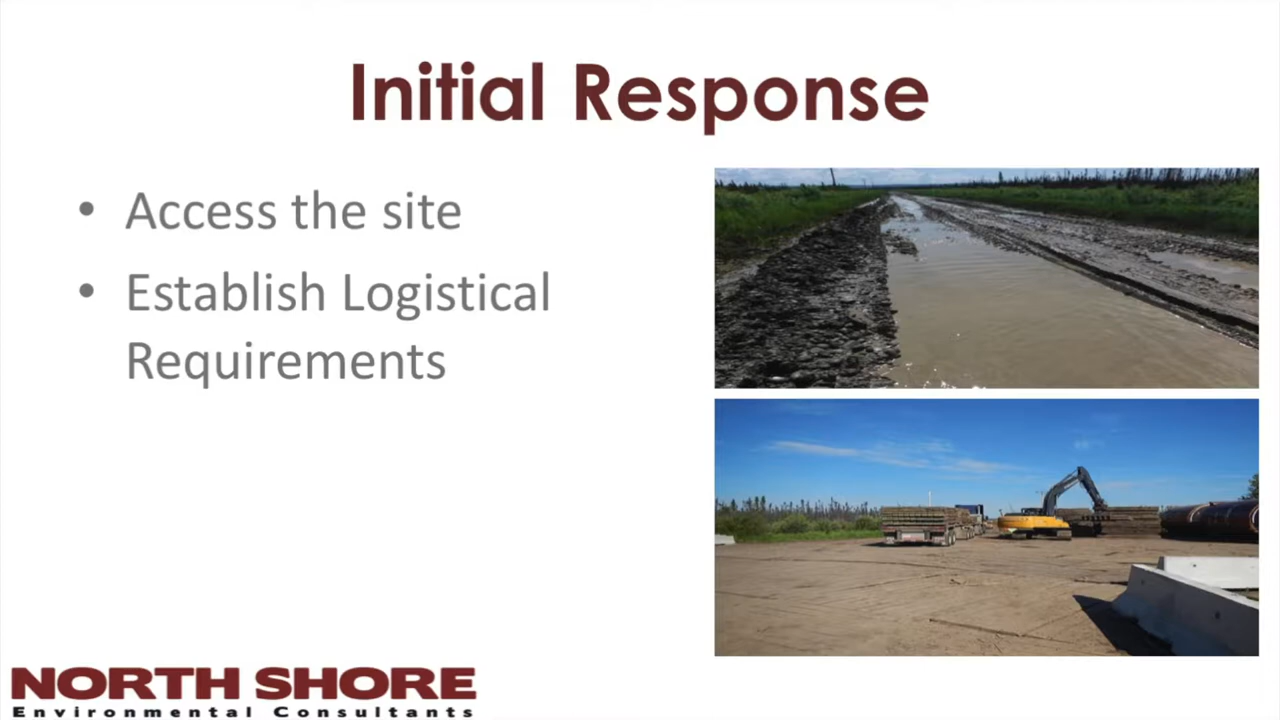 Initial Response
• Access the site
• Establish Logistical
Requirements
NORTH SHORE
Environmental Consultants